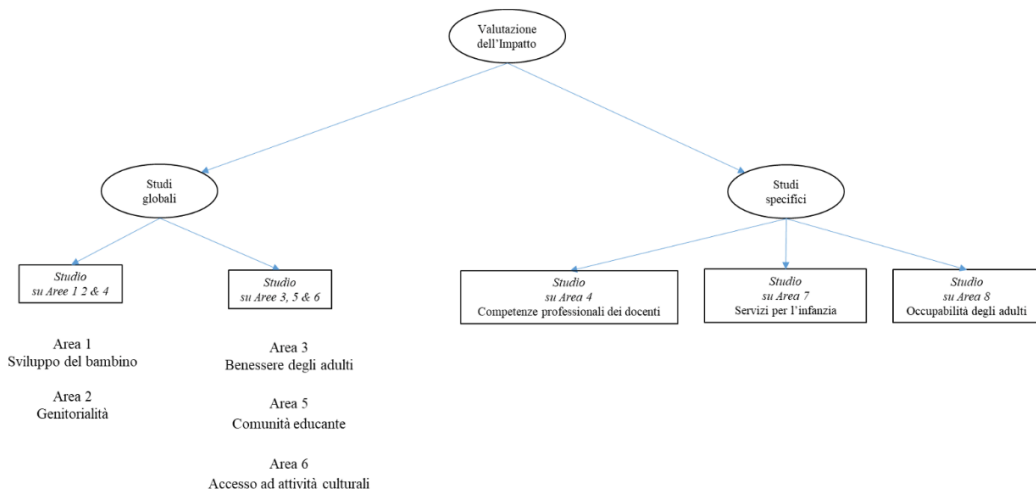 Valutazione
dell'Impatto
Studi
globali
Studi
specifici
Studio
su Aree 1 2 & 4
Studio
su Aree 3, 5 & 6
Studio
su Area 4
Competenze professionali dei docenti
Studio
su Area 7
Servizi per l'infanzia
Studio
su Area 8
Occupabilità degli adulti
Area 1
Sviluppo del bambino
Area 2
Genitorialità
Area 3
Benessere degli adulti
Area 5
Comunità educante
Area 6
Accesso ad attività culturali